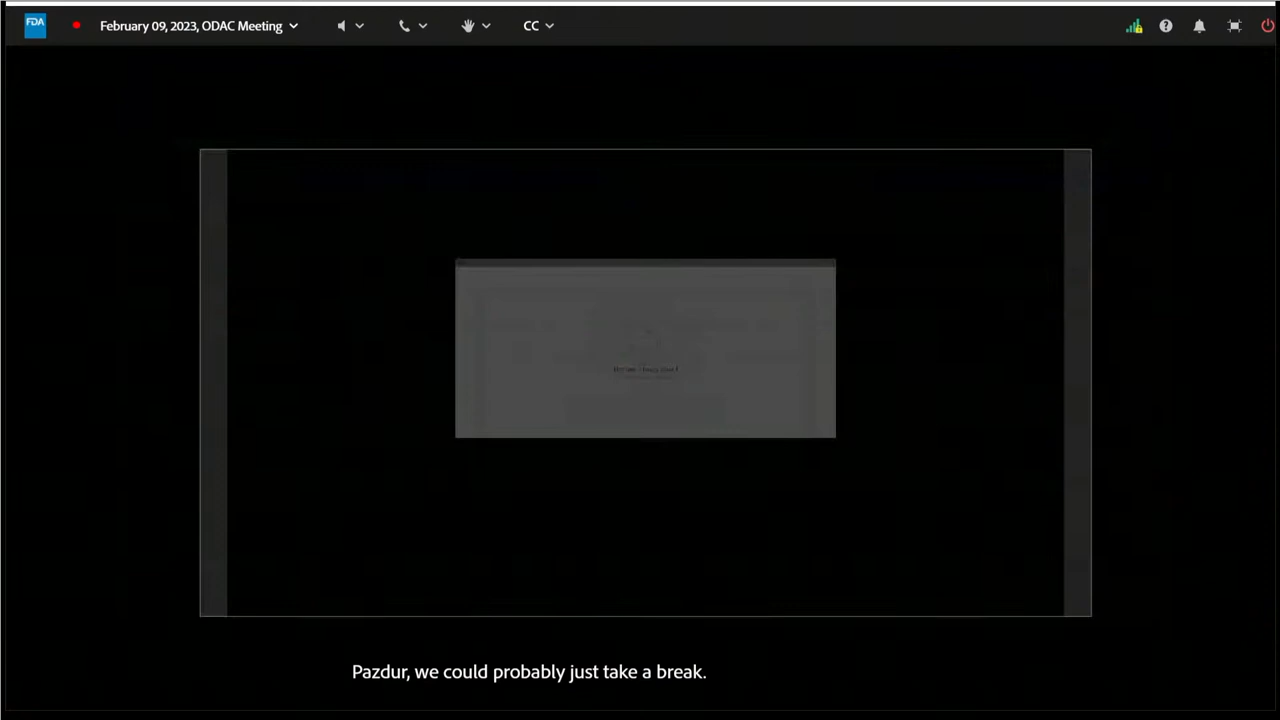 FDA
February 09, 2023, ODAC Meeting
CC
Pazdur, we could probably just take a break.